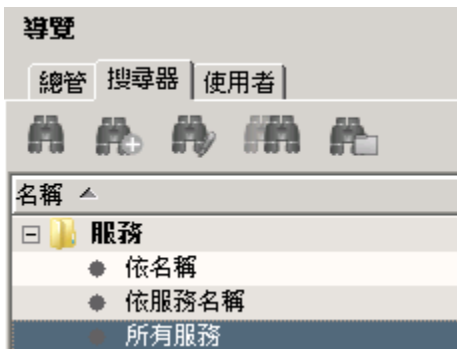 導覽
總管 搜尋器 使用者
名稱
服務
依名稱
依服務名稱
所有服務